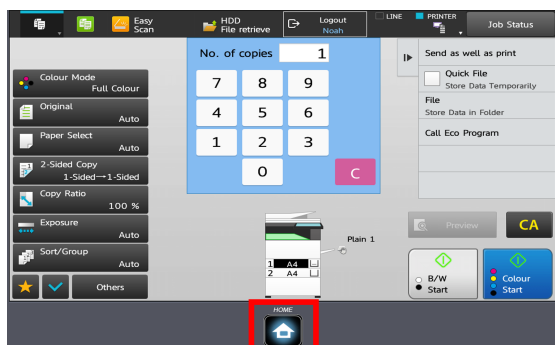 Easy
Scan
HDD
File retrieve
Logout
Noah
LINE
PRINTER
Job Status
No. of copies 1
7 8 9
4 5 6
1 2 3
0 C
Colour Mode
Full Colour
Original
Auto
Paper Select
Auto
2-Sided Copy
1-Sided→1-Sided
Copy Ratio
100 %
Exposure
Auto
Sort/Group
Auto
Others
Plain 1
1 A4
2 A4
Send as well as print
Quick File
Store Data Temporarily
File
Store Data in Folder
Call Eco Program
Preview
CA
B/W
Start
Colour
Start
HOME